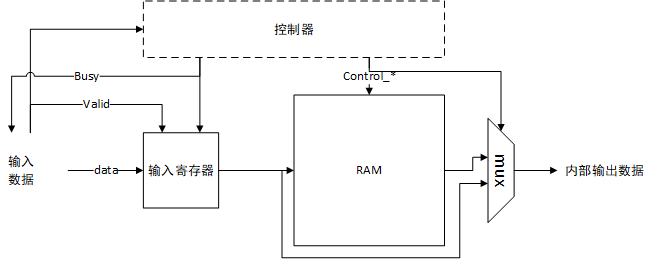 控制器
Busy
Control_*
Valid
输入
数据
data
输入寄存器
RAM
mux
内部输出数据